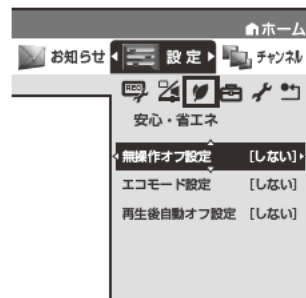 ホーム
お知らせ 設定 チャンネル
REC
安心・省エネ
無操作オフ設定 [しない]
エコモード設定 [しない]
再生後自動オフ設定 [しない]